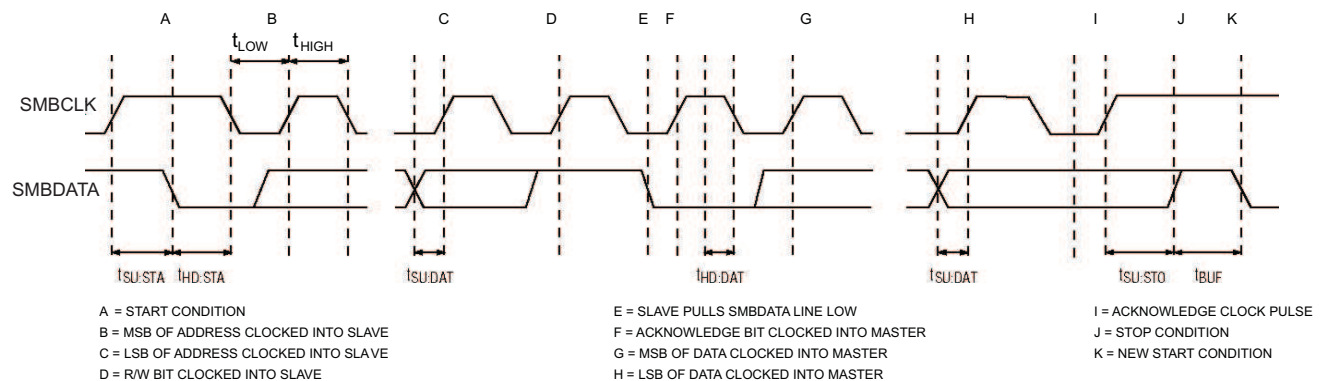 A B C D E F G H I J K
tLOW tHIGH
SMBCLK
SMBDATA
tSU:STA tHD:STA tSU:DAT tHD:DAT tSU:DAT tSU:STO tBUF
A = START CONDITION
B = MSB OF ADDRESS CLOCKED INTO SLAVE
C = LSB OF ADDRESS CLOCKED INTO SLAVE
D = R/W BIT CLOCKED INTO SLAVE
E = SLAVE PULLS SMBDATA LINE LOW
F = ACKNOWLEDGE BIT CLOCKED INTO MASTER
G = MSB OF DATA CLOCKED INTO MASTER
H = LSB OF DATA CLOCKED INTO MASTER
I = ACKNOWLEDGE CLOCK PULSE
J = STOP CONDITION
K = NEW START CONDITION